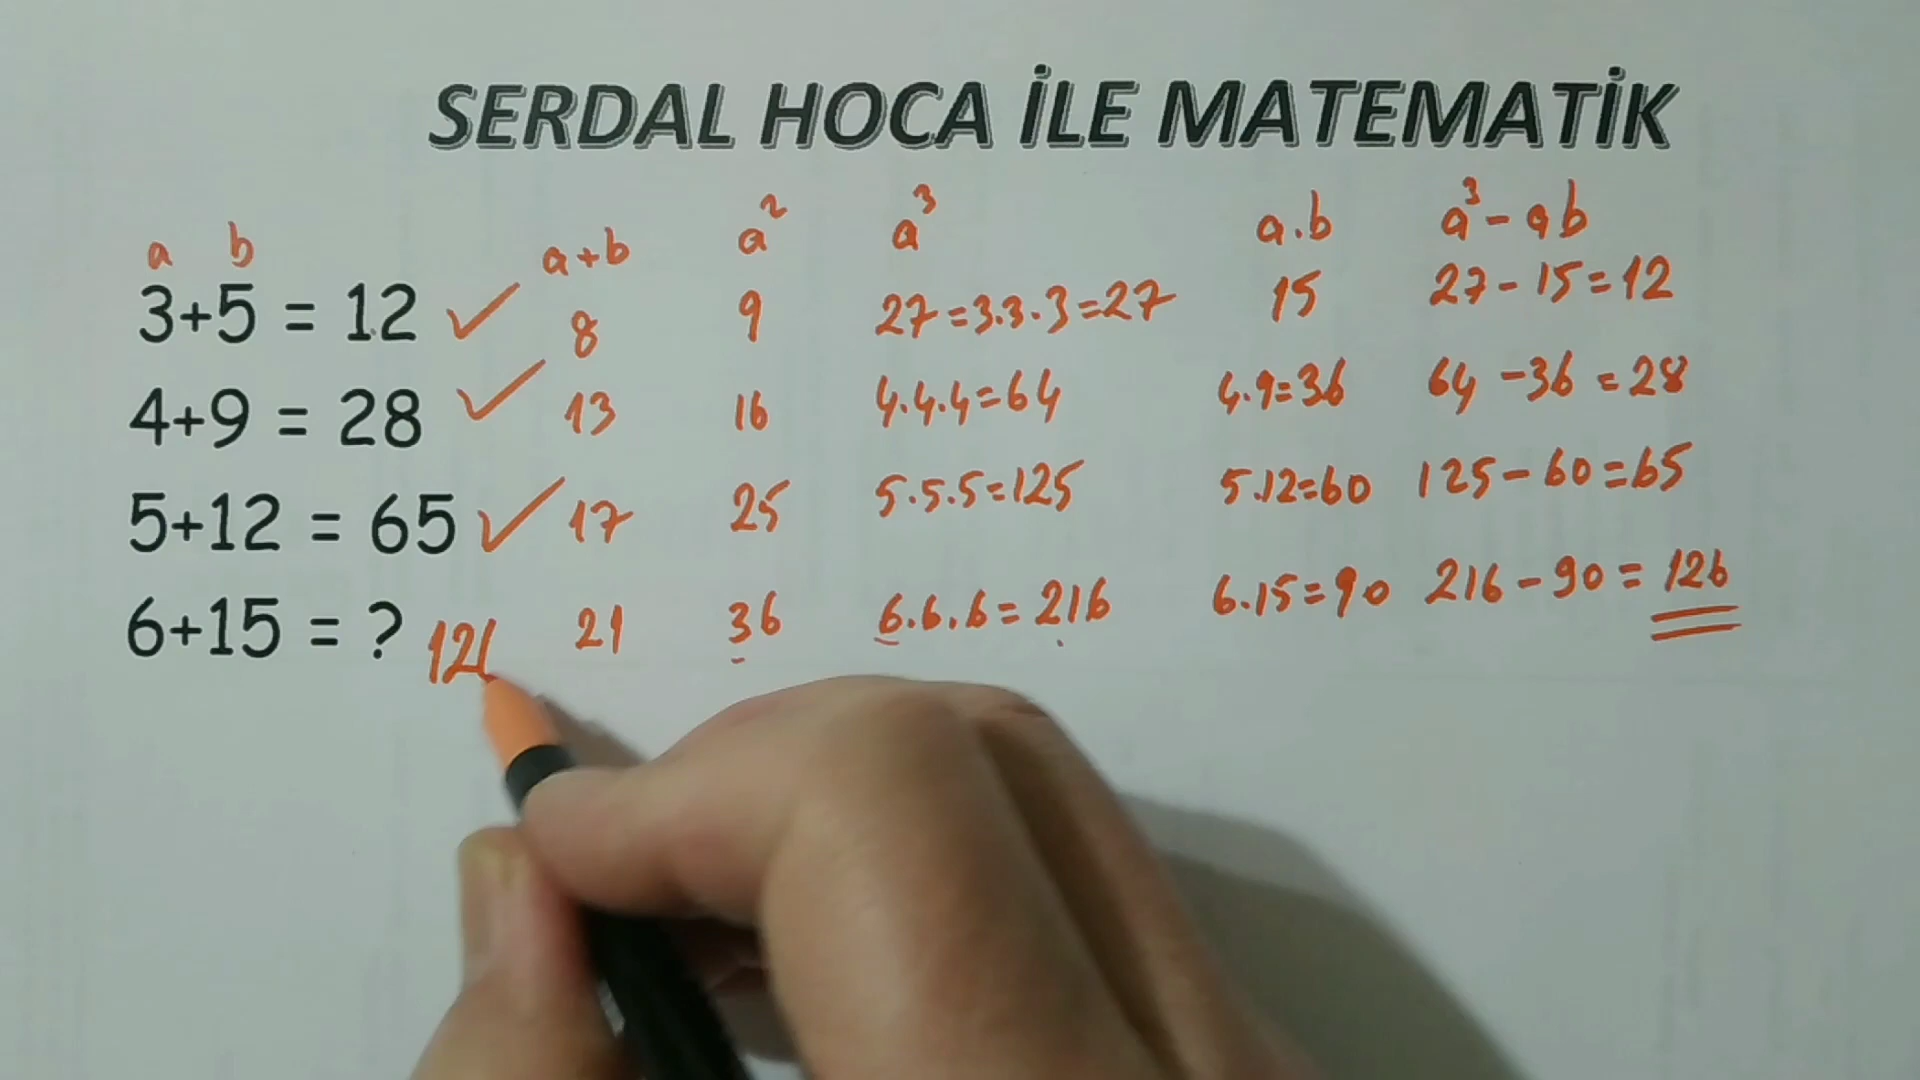 SERDAL HOCA İLE MATEMATİK
a b a+b a² a³ a.b a³-ab
3+5 = 12 ✓ 8 9 27=3.3.3=27 15 27-15=12
4+9 = 28 ✓ 13 16 4.4.4=64 4.9=36 64-36=28
5+12 = 65 ✓ 17 25 5.5.5=125 5.12=60 125-60=65
6+15 = ? 12 21 36 6.6.6=216 6.15=90 216-90=126